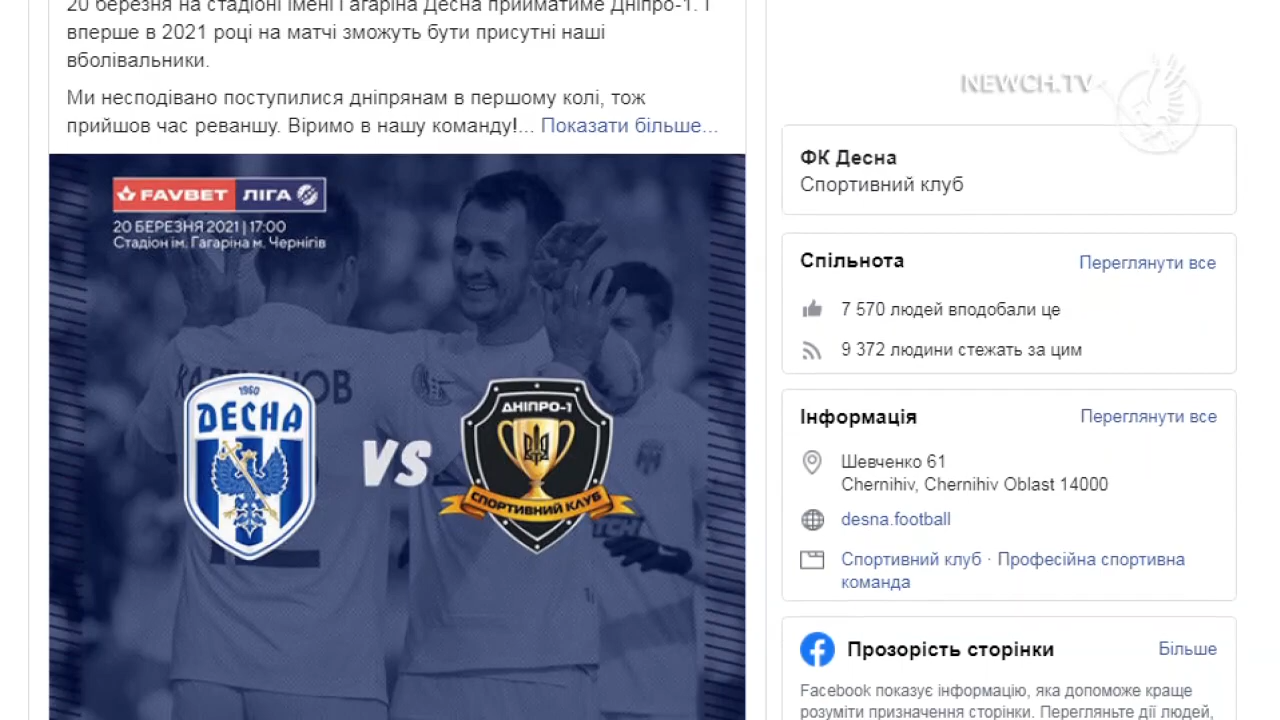 20 березня на стадіоні імені Гагаріна Десна прийматиме Дніпро-1. І
вперше в 2021 році на матчі зможуть бути присутні наші
вболівальники.
Ми несподівано поступилися дніпрянам в першому колі, тож
прийшов час реваншу. Віримо в нашу команду!... Показати більше...
FAVBET ЛІГА
20 БЕРЕЗНЯ 2021 | 17:00
Стадіон ім. Гагаріна м. Чернігів
1960
ДЕСНА
VS
ДНІПРО-1
СПОРТИВНИЙ КЛУБ
NEWCH.TV
ФК Десна
Спортивний клуб
Спільнота
Переглянути все
7 570 людей вподобали це
9 372 людини стежать за цим
Інформація
Переглянути все
Шевченко 61
Chernihiv, Chernihiv Oblast 14000
desna.football
Спортивний клуб · Професійна спортивна
команда
Прозорість сторінки
Більше
Facebook показує інформацію, яка допоможе краще
розуміти призначення сторінки. Перегляньте дії людей,